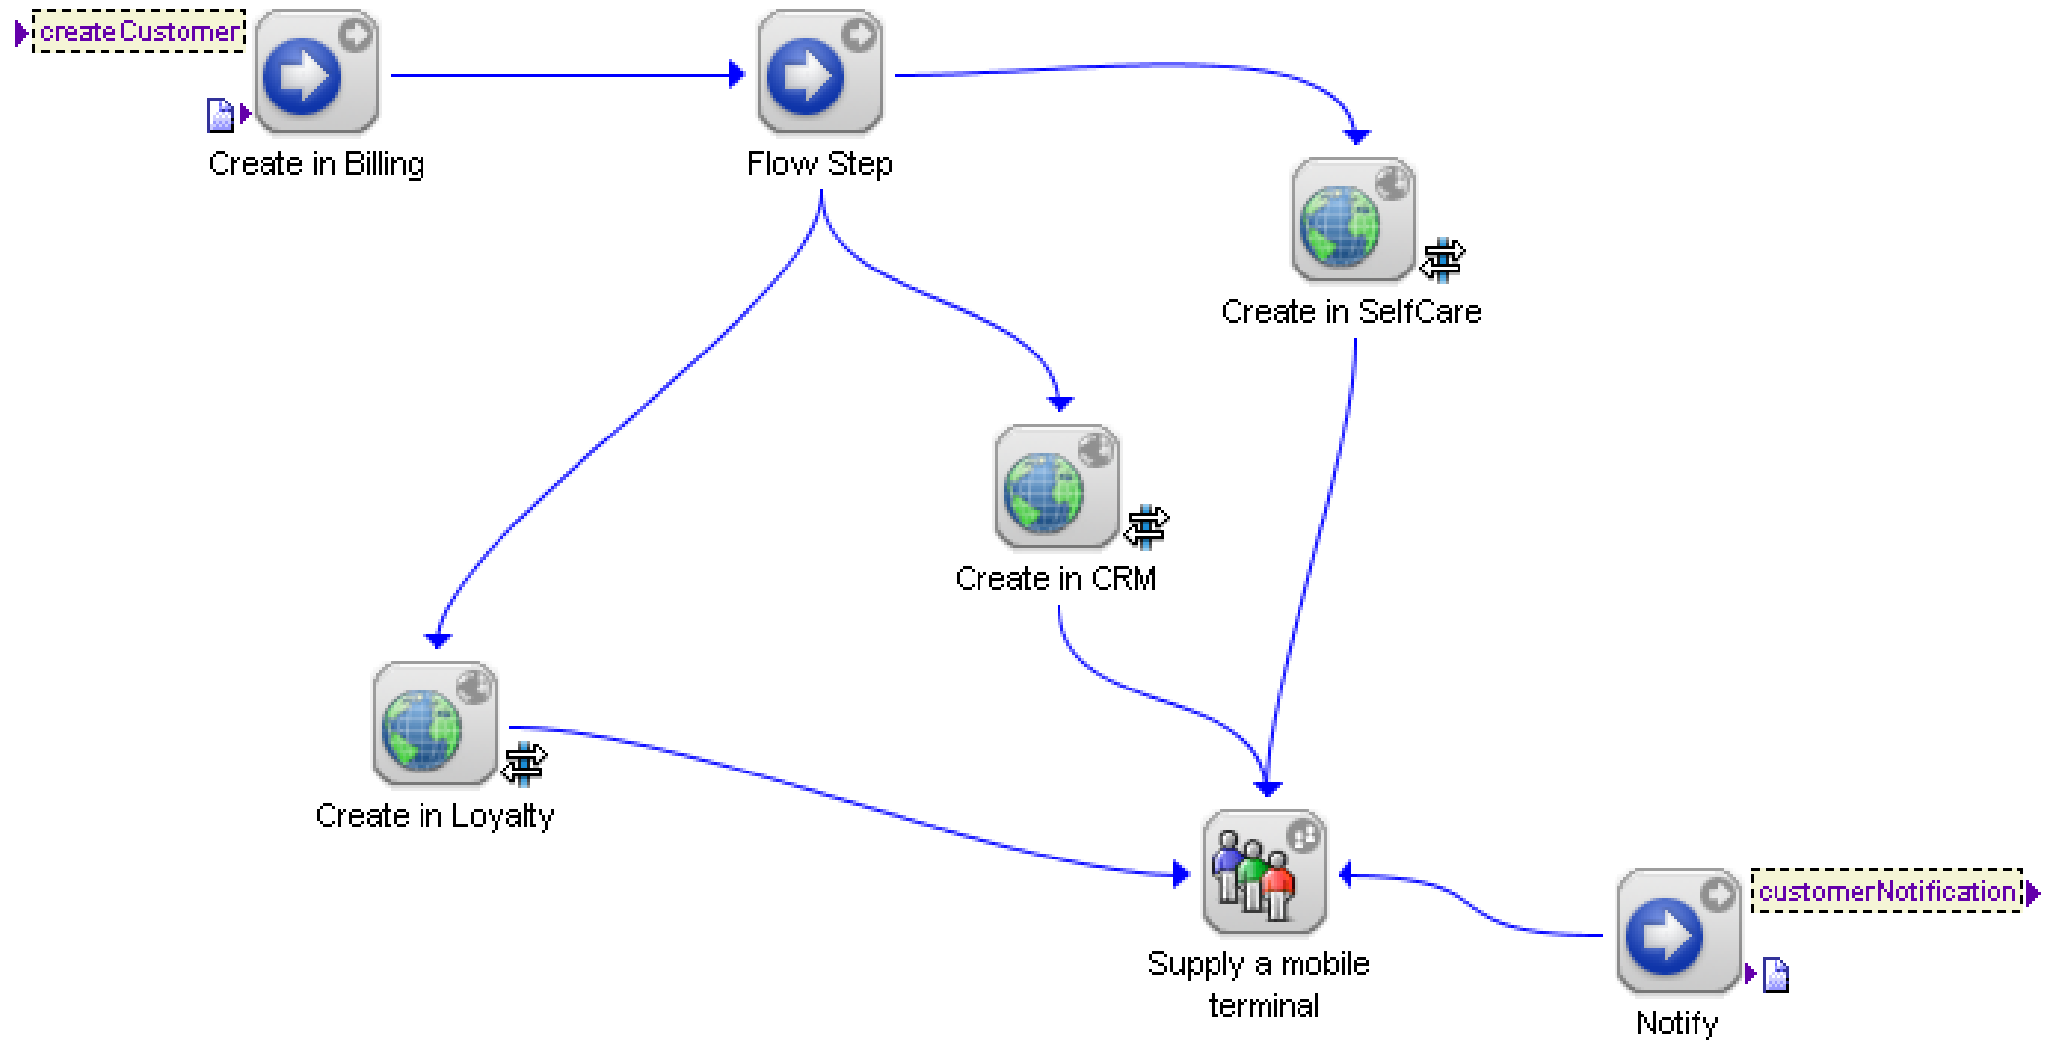 createCustomer
Create in Billing
Flow Step
Create in SelfCare
Create in CRM
Create in Loyalty
Supply a mobile
terminal
customerNotification
Notify